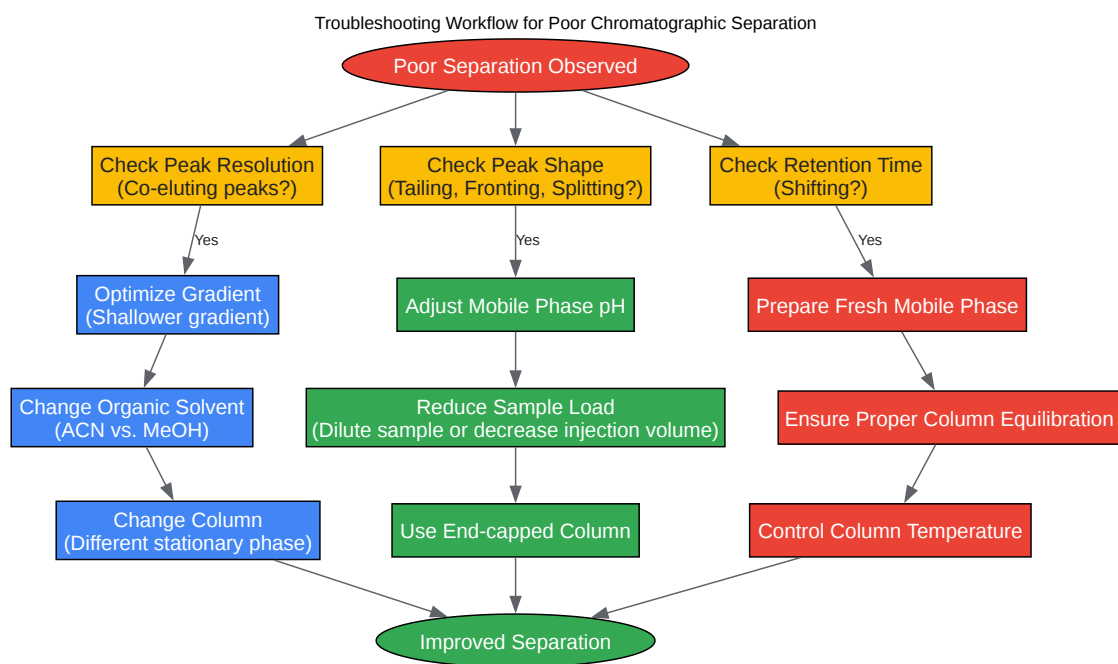 Troubleshooting Workflow for Poor Chromatographic Separation
Poor Separation Observed
Check Peak Resolution
(Co-eluting peaks?)
Check Peak Shape
(Tailing, Fronting, Splitting?)
Check Retention Time
(Shifting?)
Yes
Yes
Yes
Optimize Gradient
(Shallower gradient)
Adjust Mobile Phase pH
Prepare Fresh Mobile Phase
Change Organic Solvent
(ACN vs. MeOH)
Reduce Sample Load
(Dilute sample or decrease injection volume)
Ensure Proper Column Equilibration
Change Column
(Different stationary phase)
Use End-capped Column
Control Column Temperature
Improved Separation